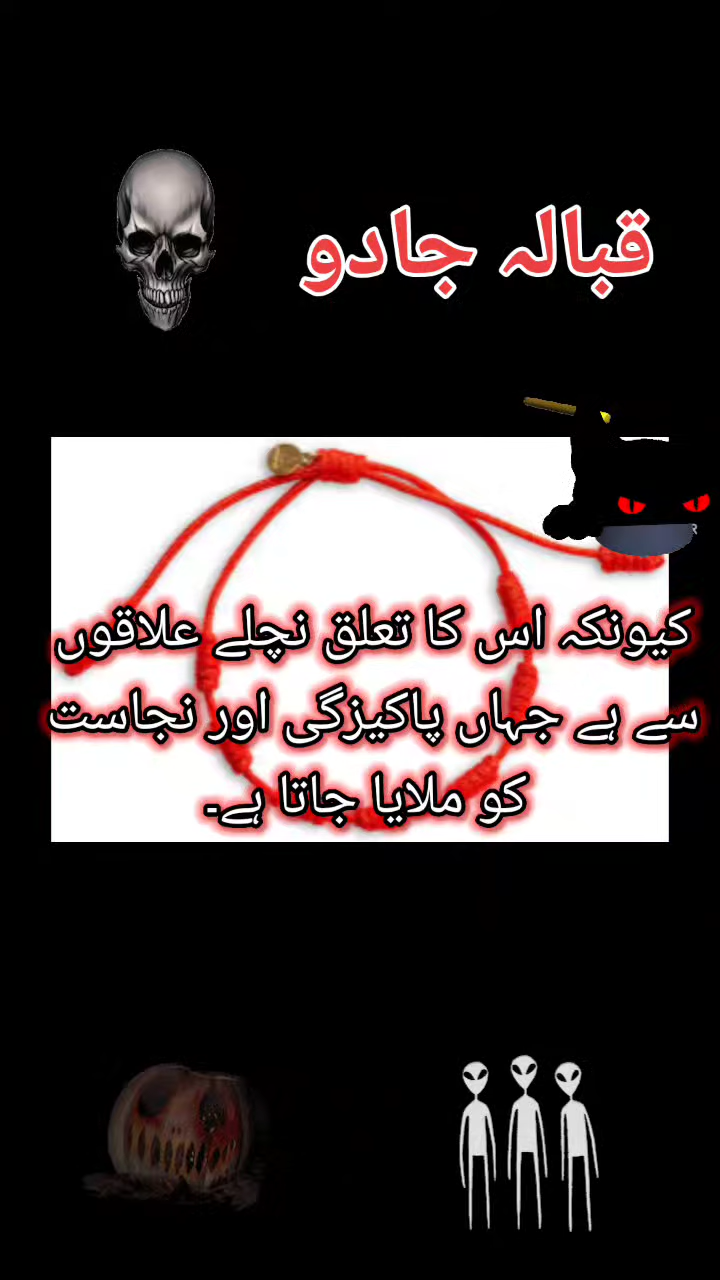 قبالہ جادو
کیونکہ اس کا تعلق نچلے علاقوں
سے ہے جہاں پاکیزگی اور نجاست
کو ملایا جاتا ہے۔